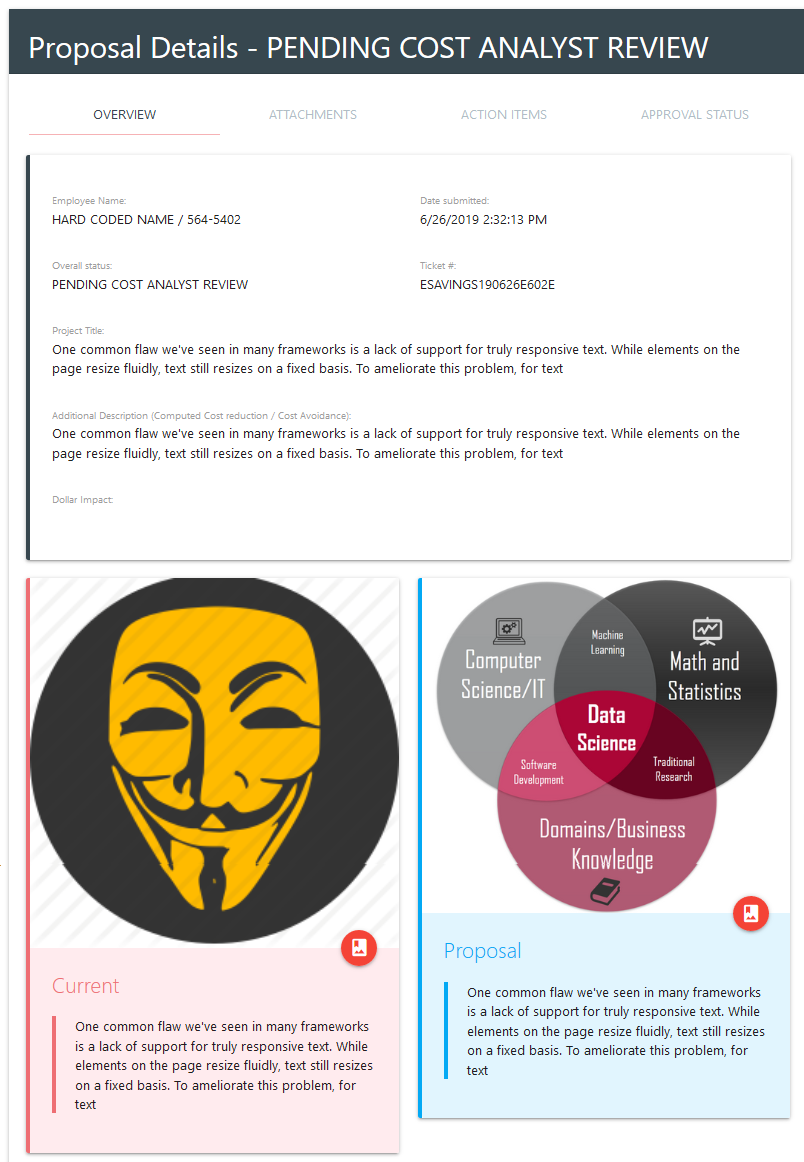 Proposal Details - PENDING COST ANALYST REVIEW
OVERVIEW
ATTACHMENTS
ACTION ITEMS
APPROVAL STATUS
Employee Name:
HARD CODED NAME / 564-5402
Date submitted:
6/26/2019 2:32:13 PM
Overall status:
PENDING COST ANALYST REVIEW
Ticket #:
ESAVINGS190626E602E
Project Title:
One common flaw we've seen in many frameworks is a lack of support for truly responsive text. While elements on the
page resize fluidly, text still resizes on a fixed basis. To ameliorate this problem, for text
Additional Description (Computed Cost reduction / Cost Avoidance):
One common flaw we've seen in many frameworks is a lack of support for truly responsive text. While elements on the
page resize fluidly, text still resizes on a fixed basis. To ameliorate this problem, for text
Dollar Impact:
Computer
Science/IT
Machine
Learning
Math and
Statistics
Data
Science
Software
Development
Traditional
Research
Domains/Business
Knowledge
Current
One common flaw we've seen in many frameworks
is a lack of support for truly responsive text. While
elements on the page resize fluidly, text still resizes
on a fixed basis. To ameliorate this problem, for
text
Proposal
One common flaw we've seen in many frameworks
is a lack of support for truly responsive text. While
elements on the page resize fluidly, text still resizes
on a fixed basis. To ameliorate this problem, for
text